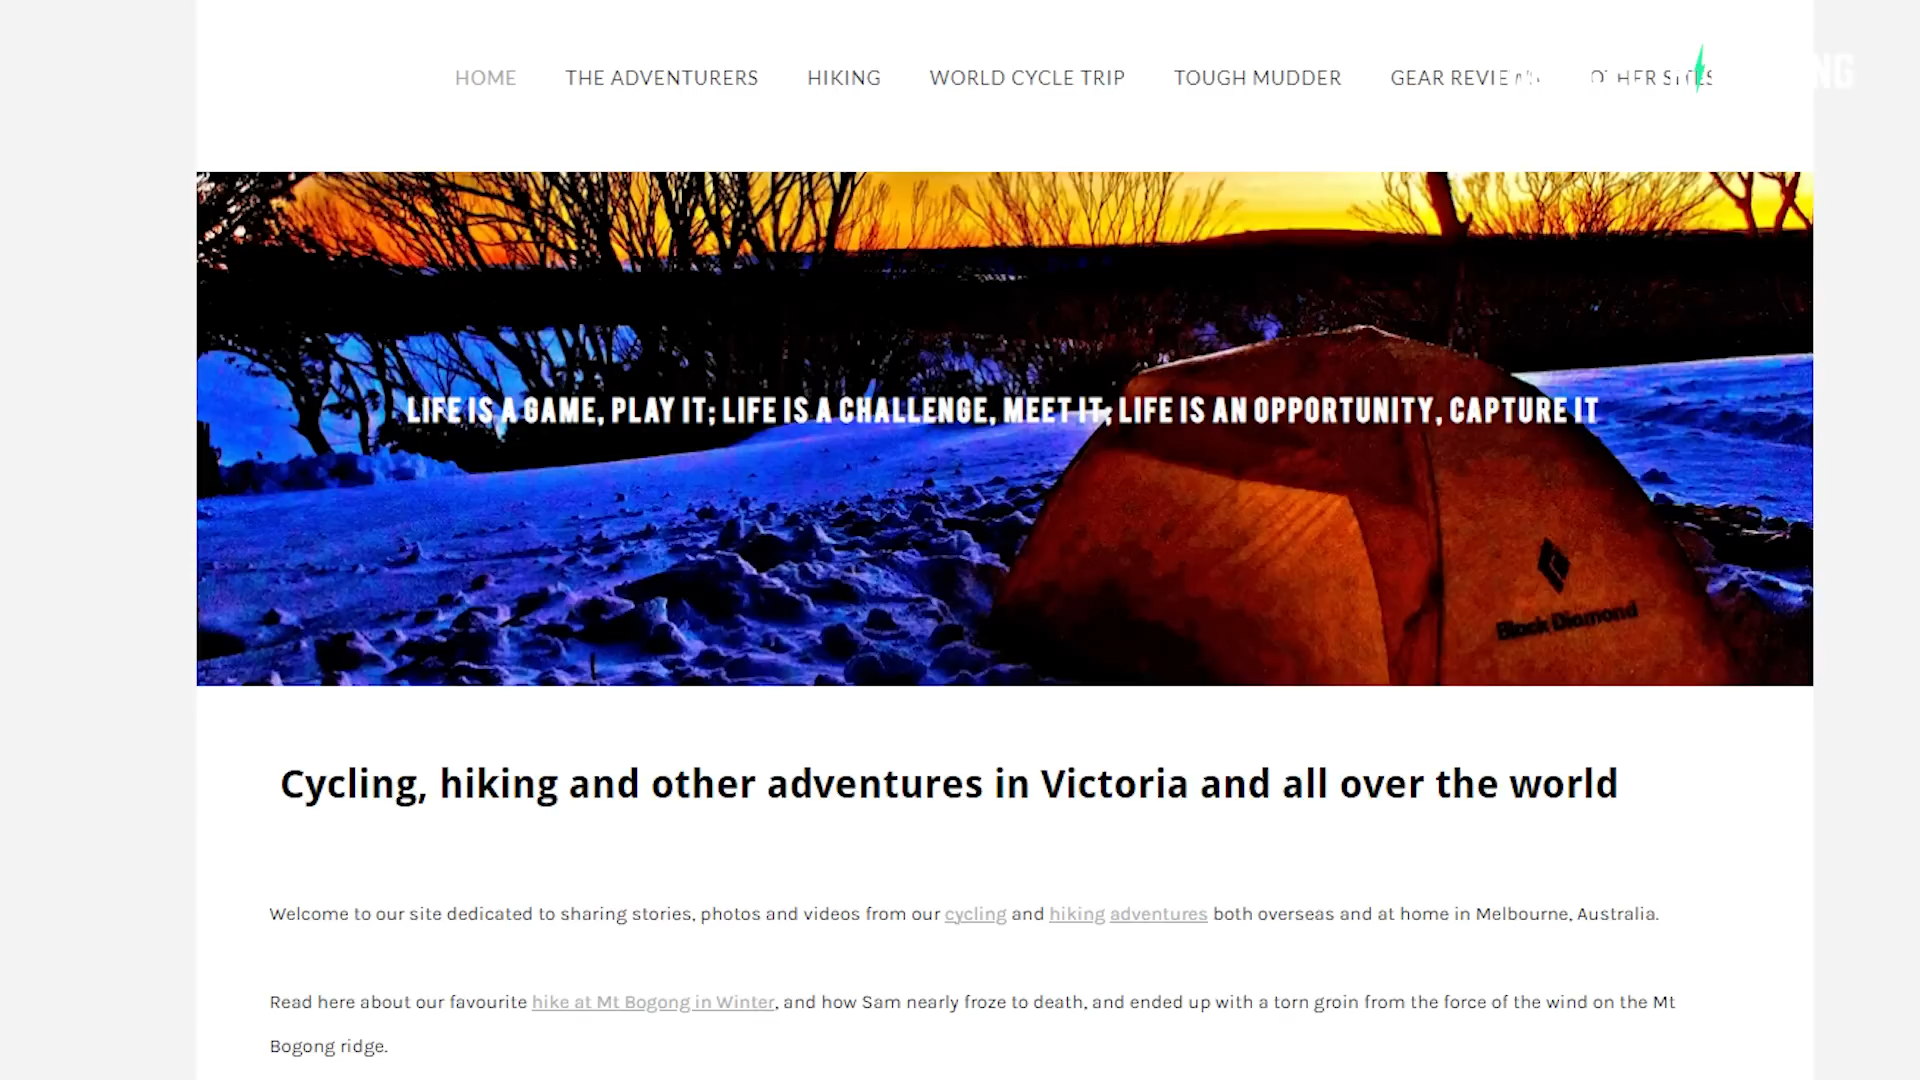 HOME THE ADVENTURERS HIKING WORLD CYCLE TRIP TOUGH MUDDER GEAR REVIEWS OTHER SITES
LIFE IS A GAME, PLAY IT; LIFE IS A CHALLENGE, MEET IT; LIFE IS AN OPPORTUNITY, CAPTURE IT
Black Diamond
Cycling, hiking and other adventures in Victoria and all over the world
Welcome to our site dedicated to sharing stories, photos and videos from our cycling and hiking adventures both overseas and at home in Melbourne, Australia.
Read here about our favourite hike at Mt Bogong in Winter, and how Sam nearly froze to death, and ended up with a torn groin from the force of the wind on the Mt
Bogong ridge.